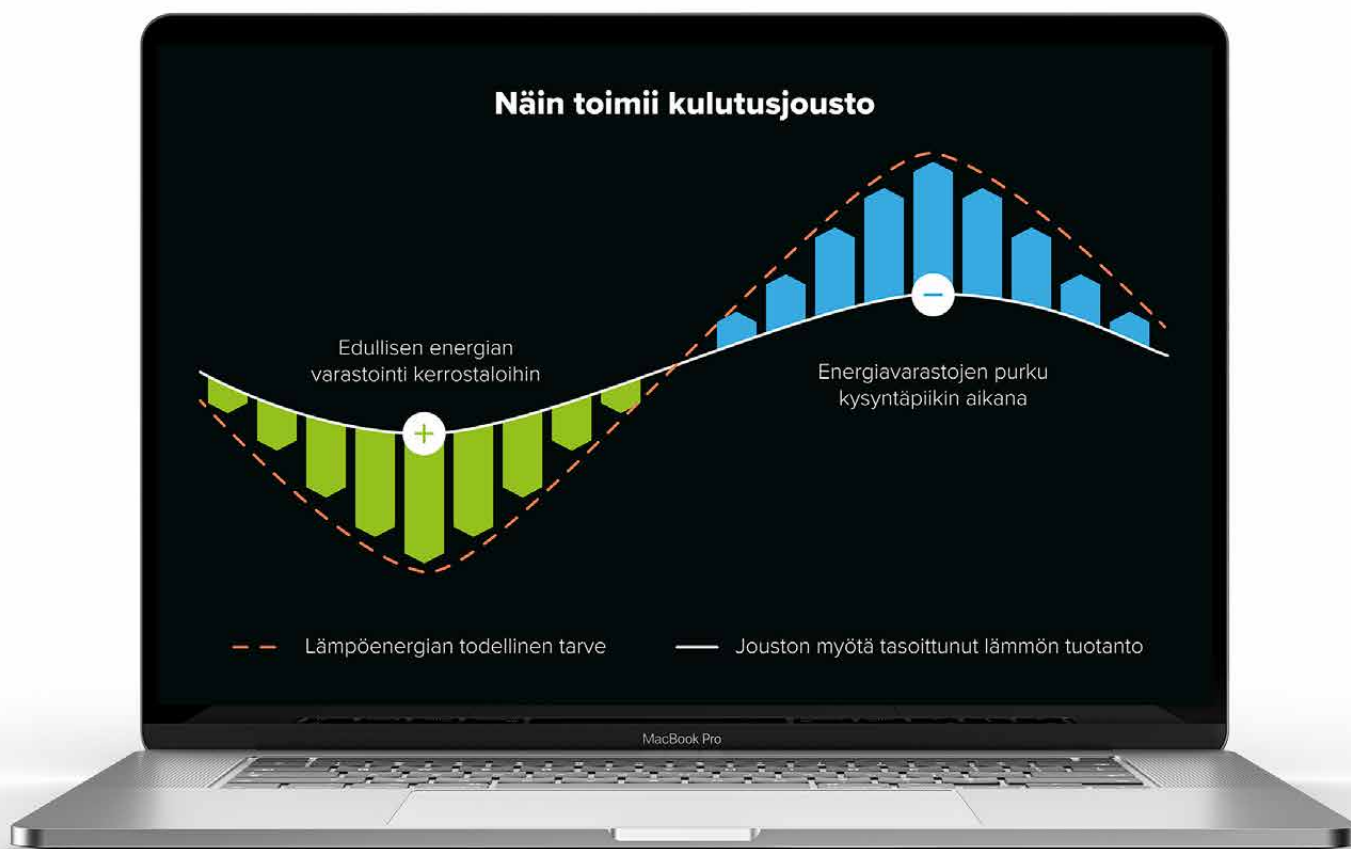 Näin toimii kulutusjousto
Edullisen energian
varastointi kerrostaloihin
Energiavarastojen purku
kysyntäpiikin aikana
Lämpöenergian todellinen tarve
Jouston myötä tasoittunut lämmön tuotanto
MacBook Pro